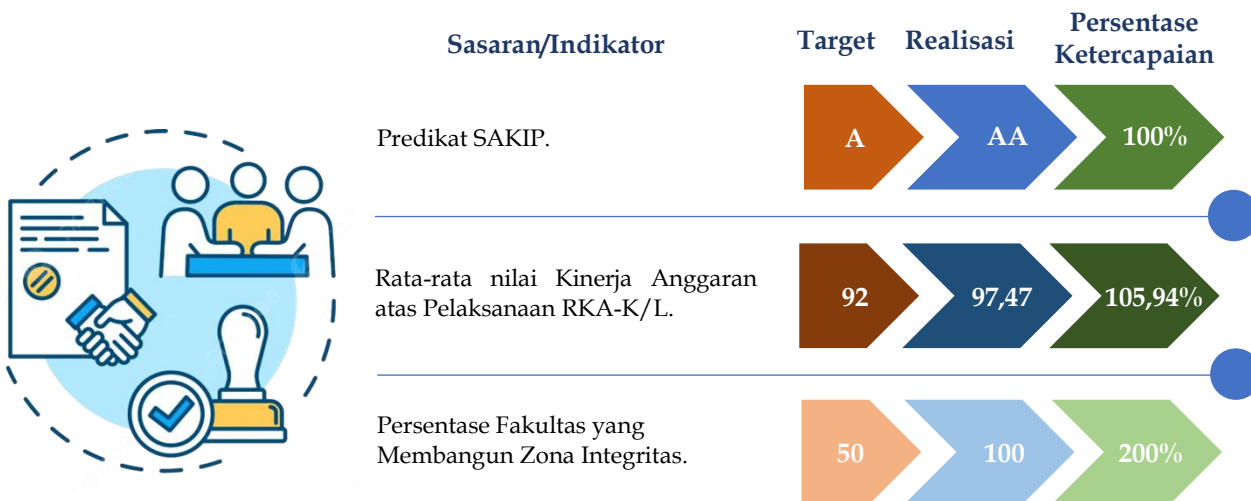 Sasaran/Indikator
Target
Realisasi
Persentase
Ketercapaian
Predikat SAKIP.
A
AA
100%
Rata-rata nilai Kinerja Anggaran
atas Pelaksanaan RKA-K/L.
92
97,47
105,94%
Persentase Fakultas yang
Membangun Zona Integritas.
50
100
200%